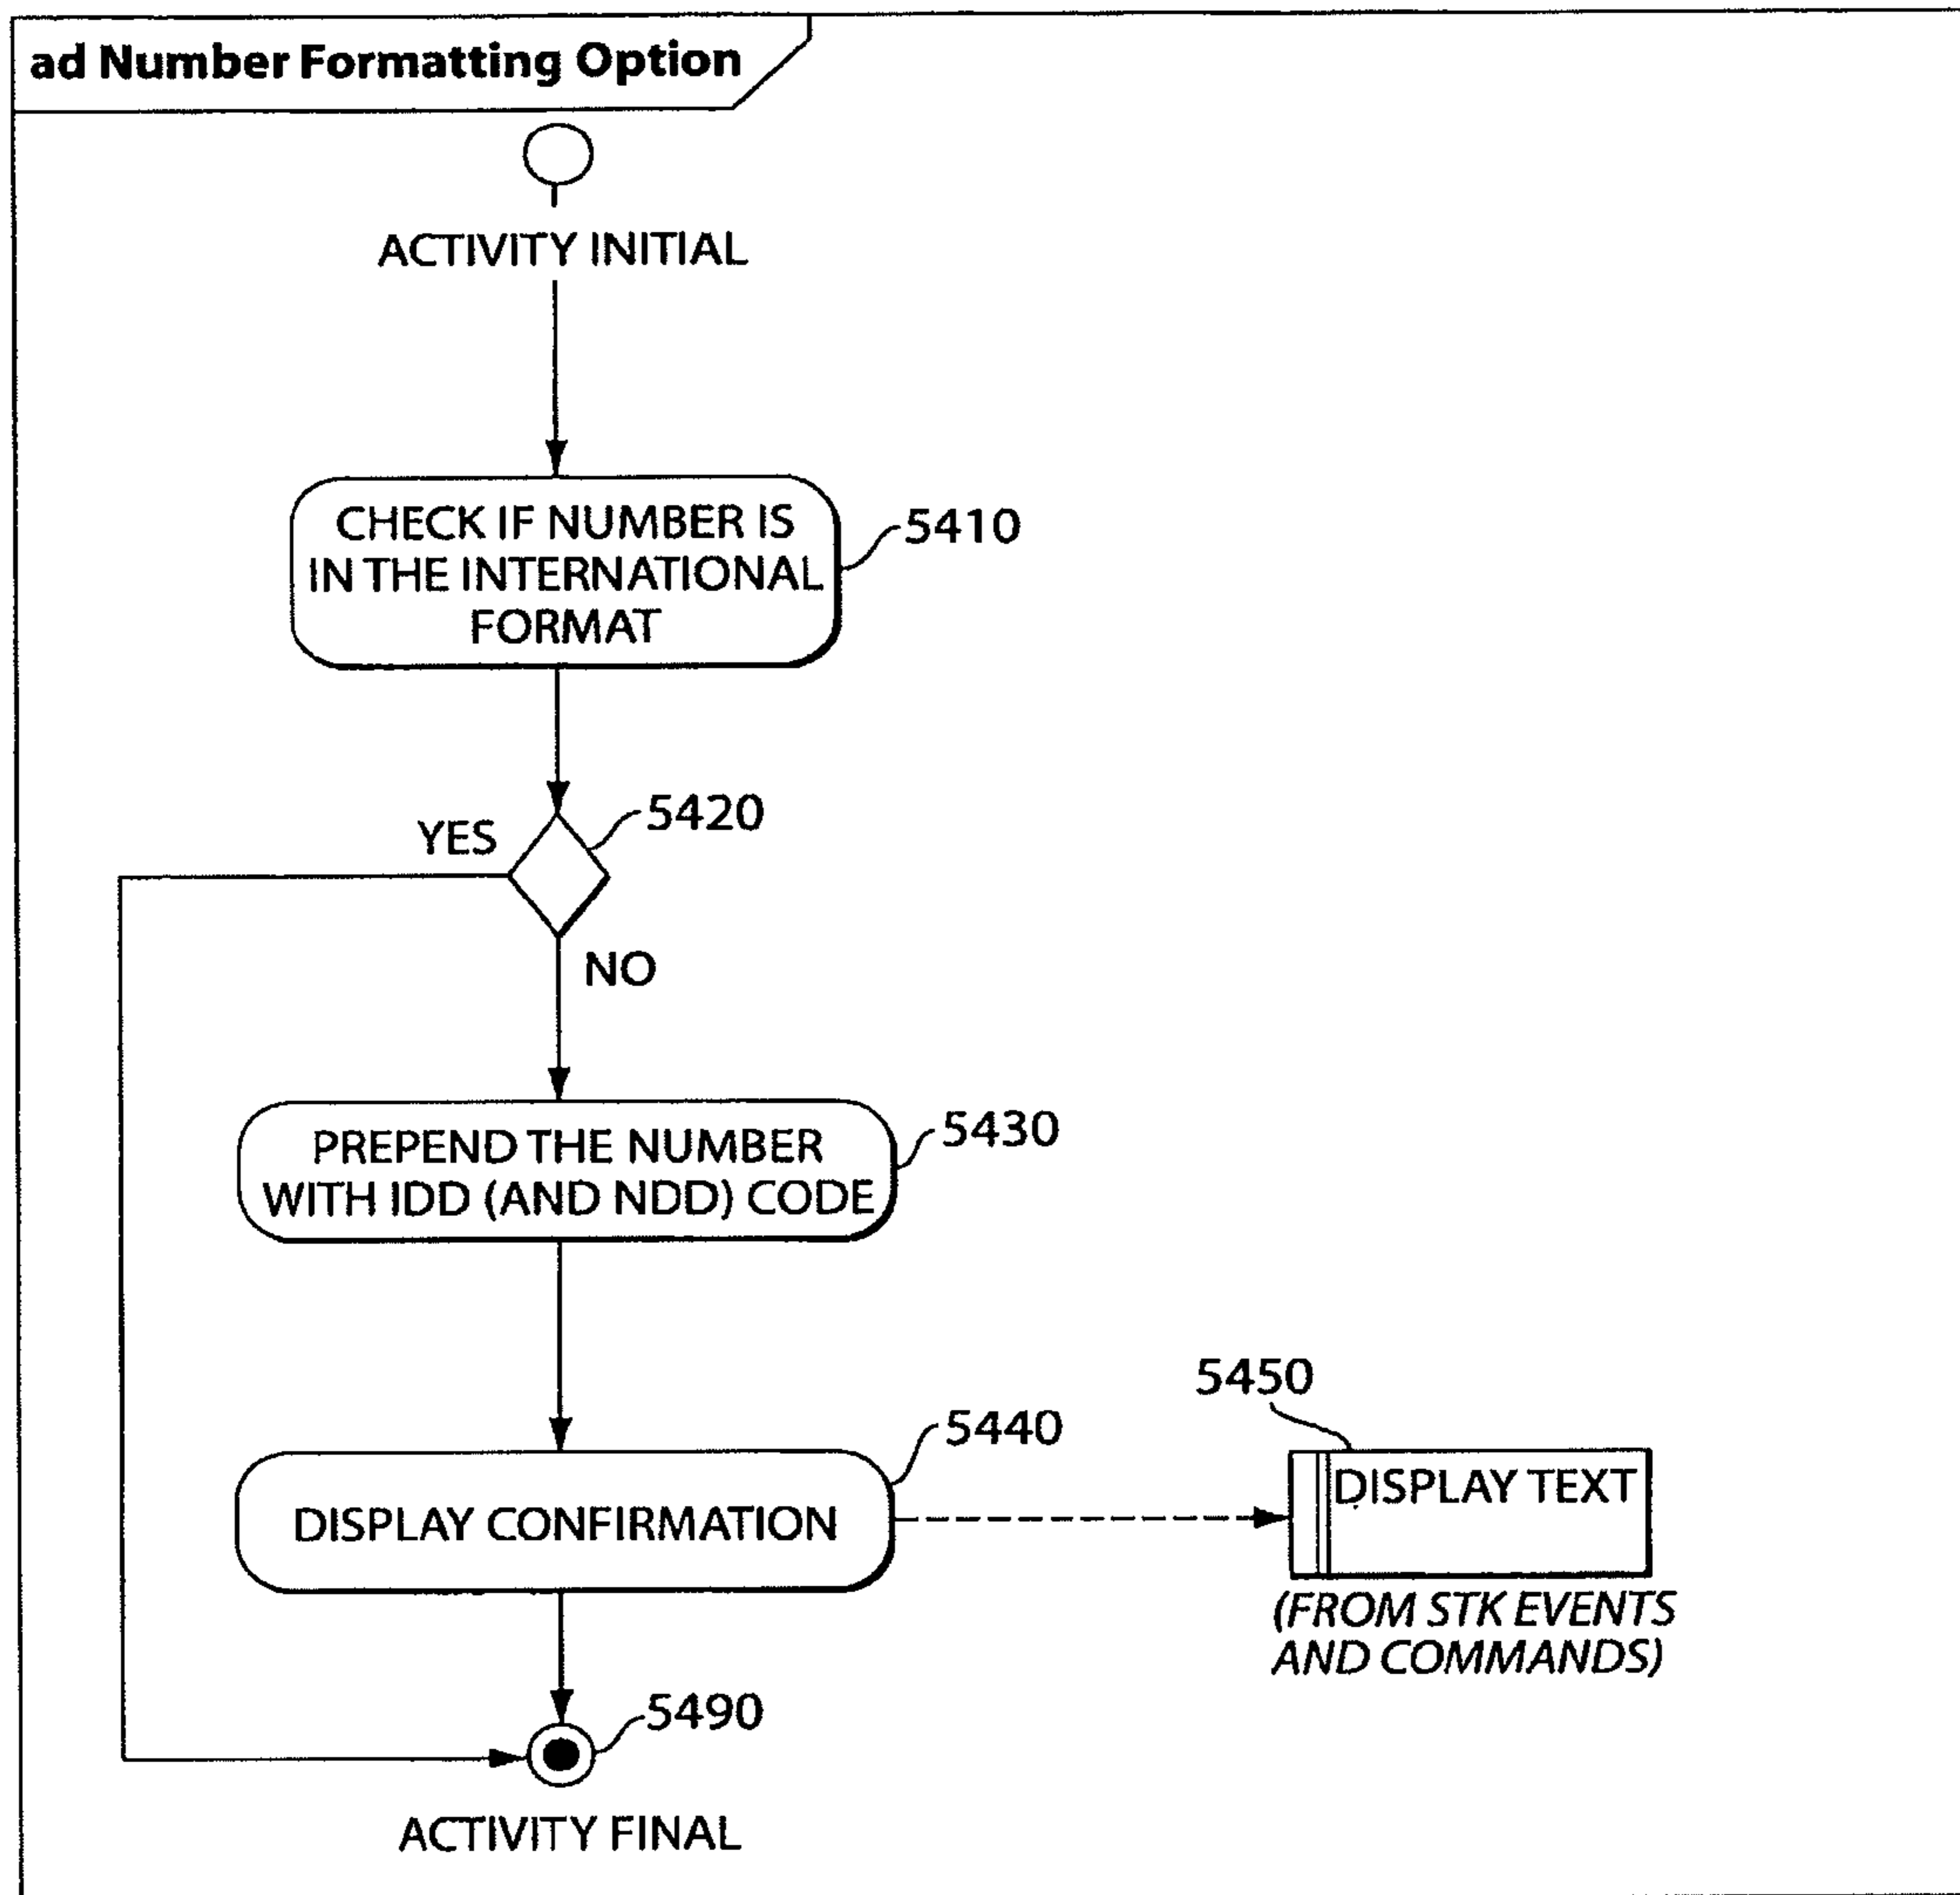 ad Number Formatting Option
ACTIVITY INITIAL
CHECK IF NUMBER IS
IN THE INTERNATIONAL
FORMAT
5410
5420
YES
NO
PREPEND THE NUMBER
WITH IDD (AND NDD) CODE
5430
5440
DISPLAY CONFIRMATION
5450
DISPLAY TEXT
(FROM STK EVENTS
AND COMMANDS)
5490
ACTIVITY FINAL